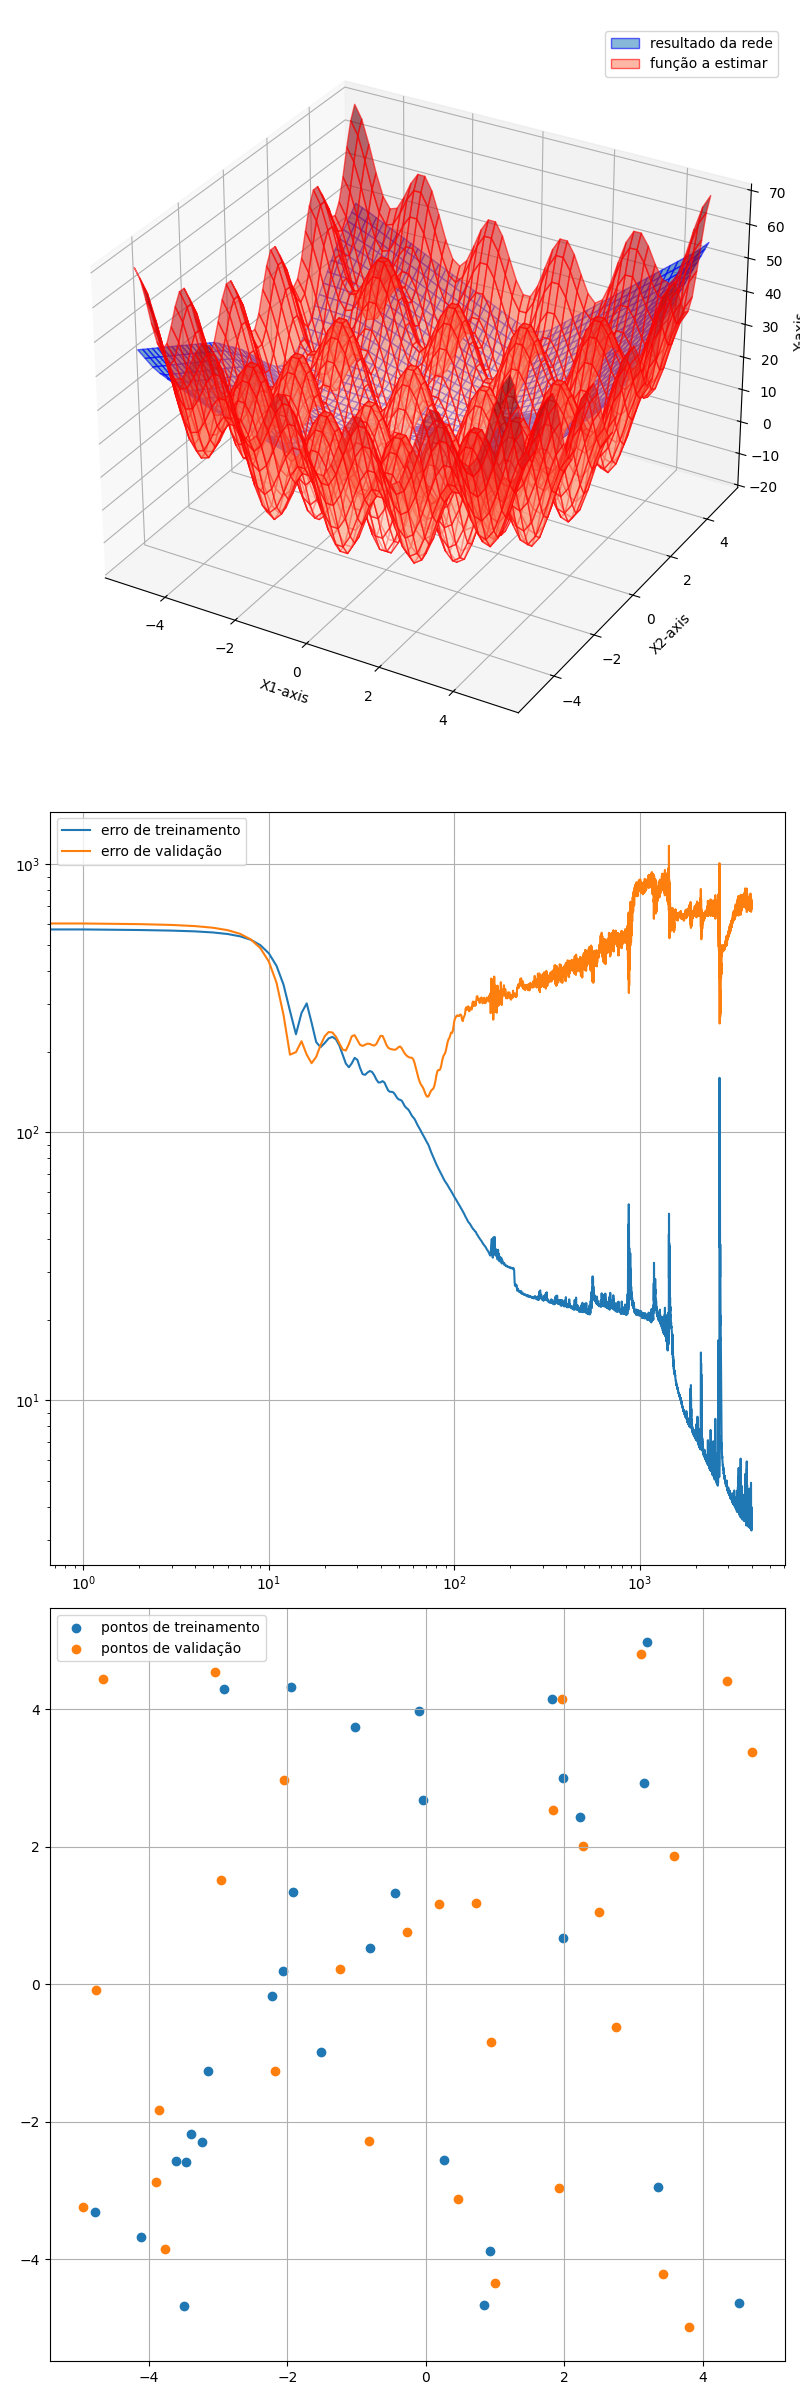 resultado da rede
função a estimar
70
60
50
40
30
20
10
0
−10
−20
−4
−2
0
2
4
X1-axis
−4
−2
0
2
4
X2-axis
erro de treinamento
erro de validação
10³
10²
10¹
10⁰ 10¹ 10² 10³
pontos de treinamento
pontos de validação
4
2
0
−2
−4
−4 −2 0 2 4